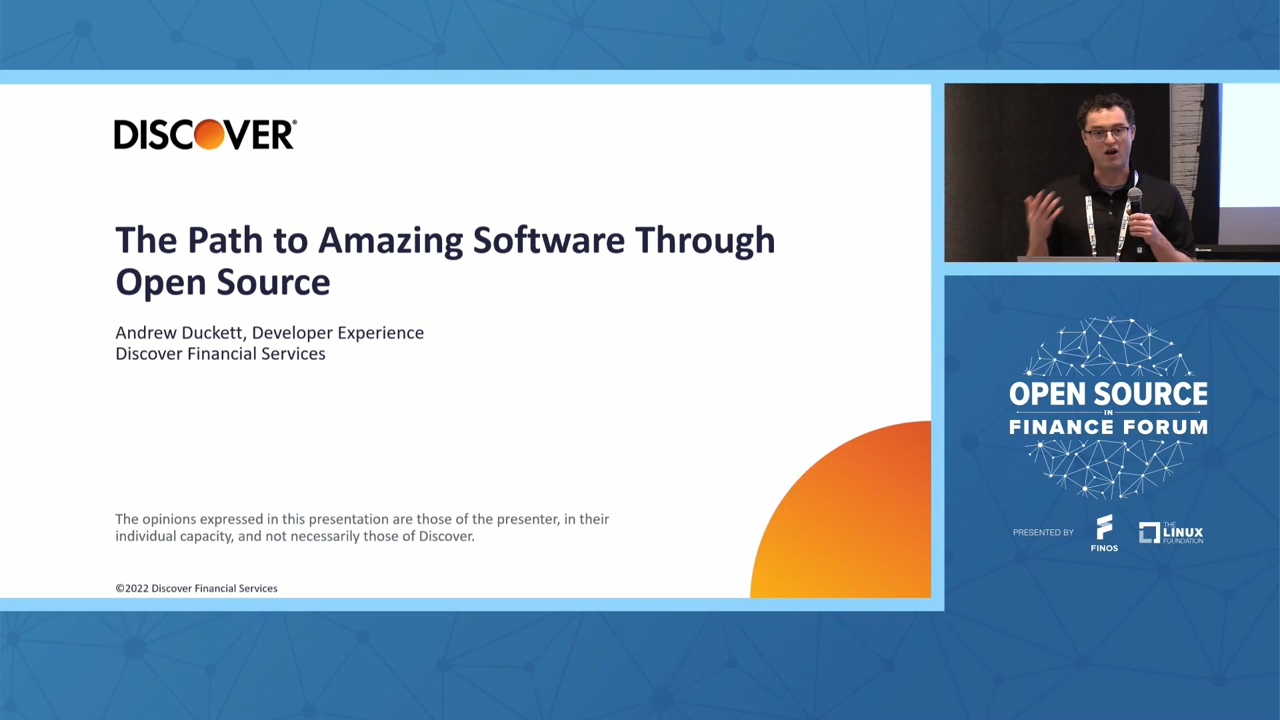 DISCOVER®
The Path to Amazing Software Through
Open Source
Andrew Duckett, Developer Experience
Discover Financial Services
The opinions expressed in this presentation are those of the presenter, in their
individual capacity, and not necessarily those of Discover.
©2022 Discover Financial Services
OPEN SOURCE
IN
FINANCE FORUM
PRESENTED BY
FINOS
THE
LINUX
FOUNDATION